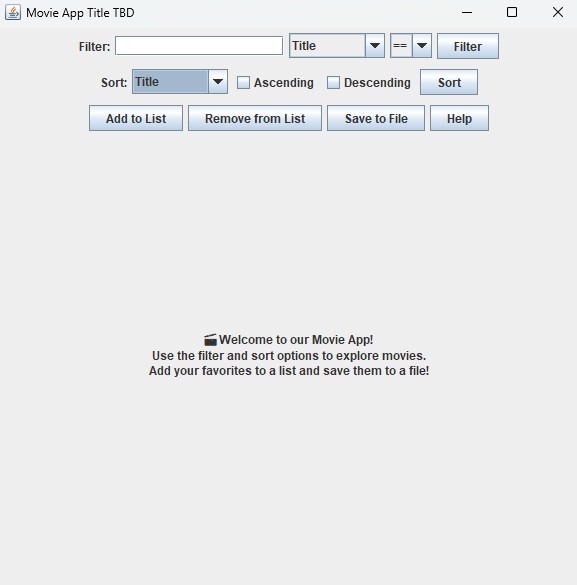 Movie App Title TBD
Filter: Title == Filter
Sort: Title Ascending Descending Sort
Add to List Remove from List Save to File Help
🎬 Welcome to our Movie App!
Use the filter and sort options to explore movies.
Add your favorites to a list and save them to a file!